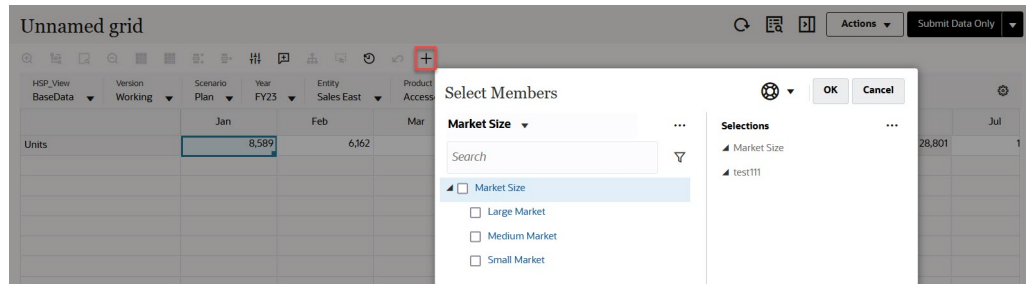 Unnamed grid
Actions
Submit Data Only
HSP_View Version Scenario Year Entity Product
BaseData Working Plan FY23 Sales East Access
Jan Feb Mar Jul
Units 8,589 6,162 28,801 1
Select Members
OK Cancel
Market Size
Search
Market Size
Large Market
Medium Market
Small Market
Selections
Market Size
test111